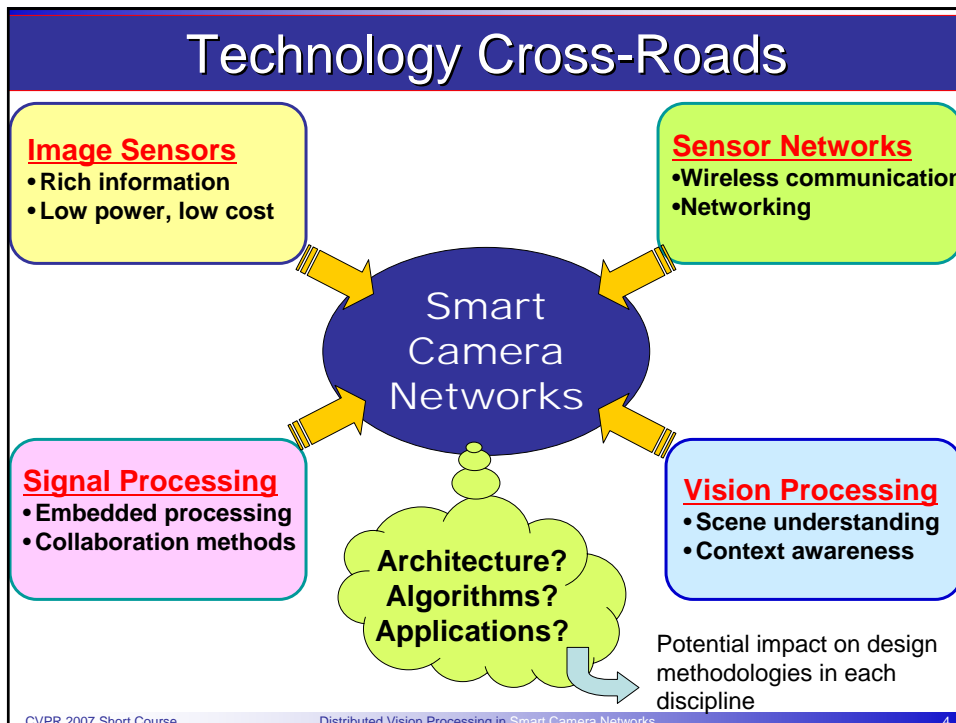 Technology Cross-Roads
Image Sensors
• Rich information
• Low power, low cost
Sensor Networks
•Wireless communication
•Networking
Smart
Camera
Networks
Signal Processing
• Embedded processing
• Collaboration methods
Vision Processing
• Scene understanding
• Context awareness
Architecture?
Algorithms?
Applications?
Potential impact on design
methodologies in each
discipline
CVPR 2007 Short Course
Distributed Vision Processing in Smart Camera Networks
4